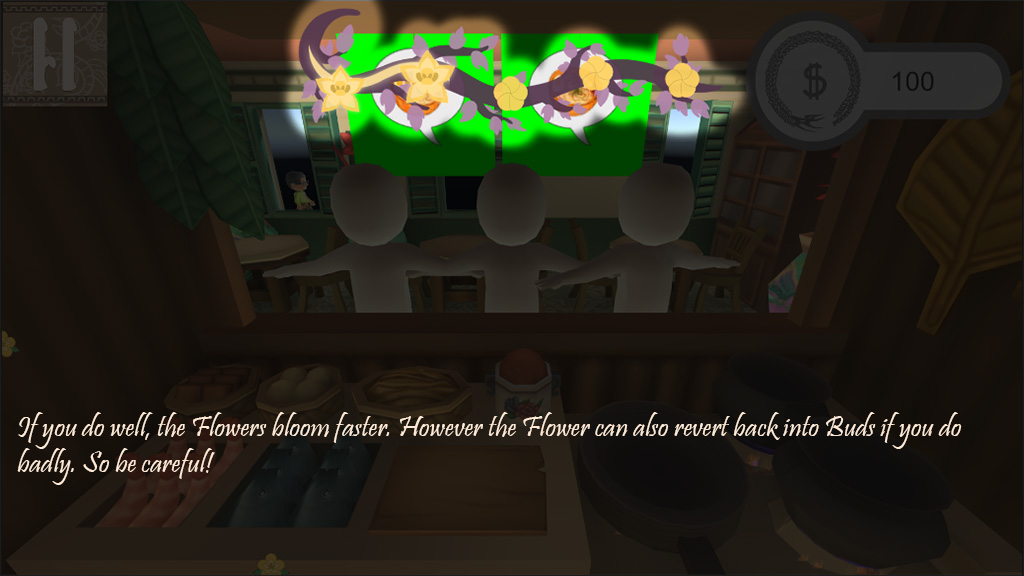 H
$ 100
If you do well, the Flowers bloom faster. However the Flower can also revert back into Buds if you do
badly. So be careful!